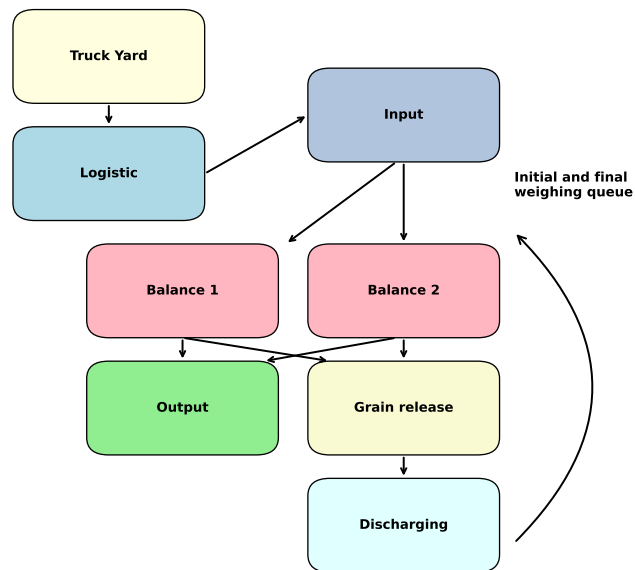 Truck Yard
Input
Logistic
Initial and final
weighing queue
Balance 1
Balance 2
Output
Grain release
Discharging